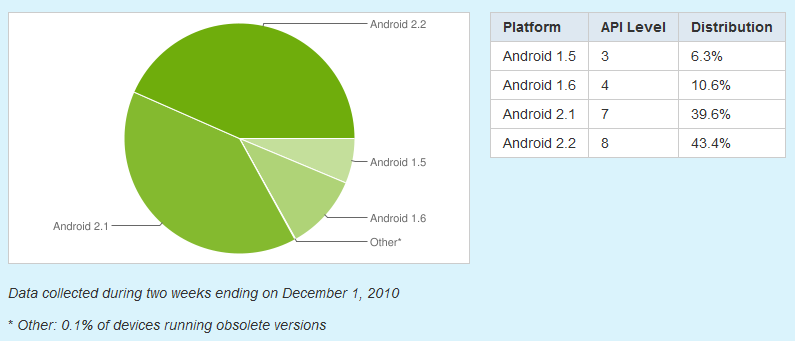 Android 2.2
Android 1.5
Android 1.6
Android 2.1
Other*
Platform API Level Distribution
Android 1.5 3 6.3%
Android 1.6 4 10.6%
Android 2.1 7 39.6%
Android 2.2 8 43.4%
Data collected during two weeks ending on December 1, 2010
* Other: 0.1% of devices running obsolete versions